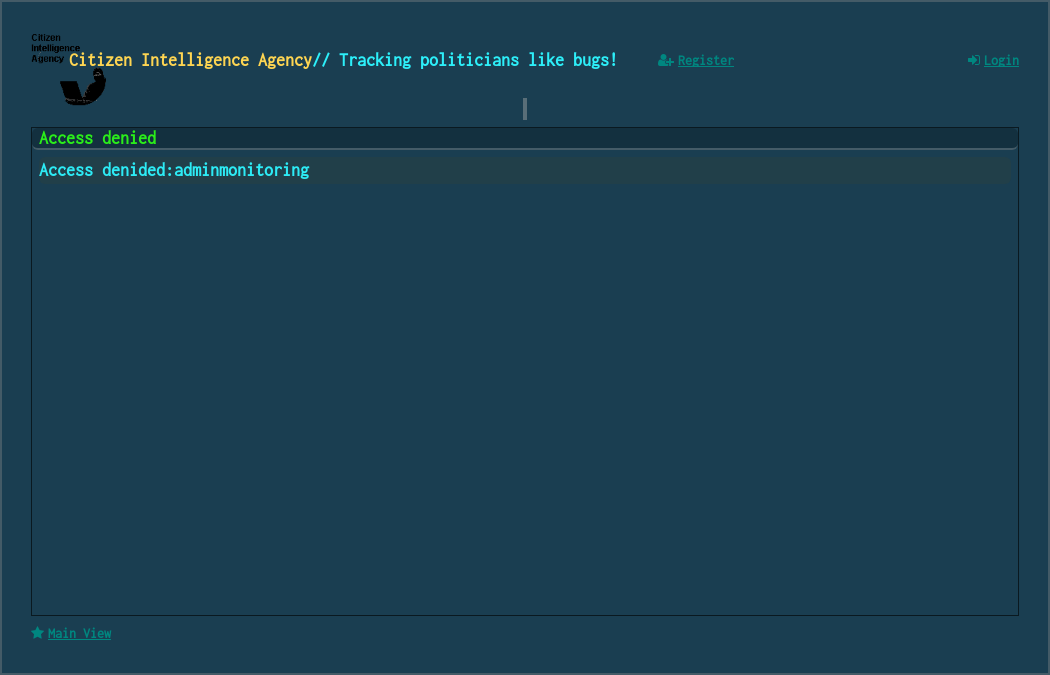 Citizen
Intelligence
Agency
Citizen Intelligence Agency// Tracking politicians like bugs!
Register
Login
Access denied
Access denided:adminmonitoring
Main View